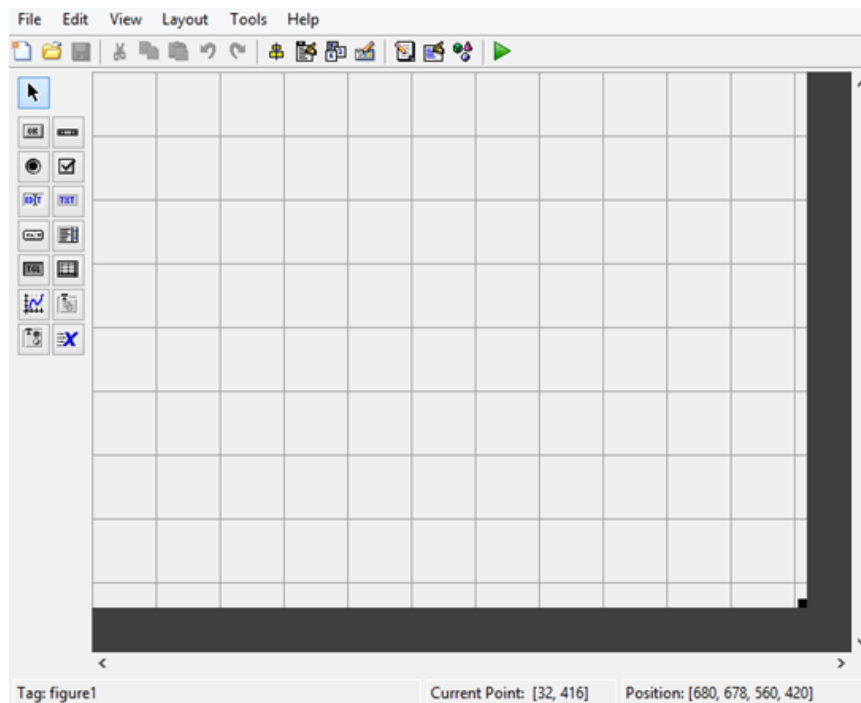 File Edit View Layout Tools Help
OK
EDIT TXT
TGL
Tag: figure1 Current Point: [32, 416] Position: [680, 678, 560, 420]